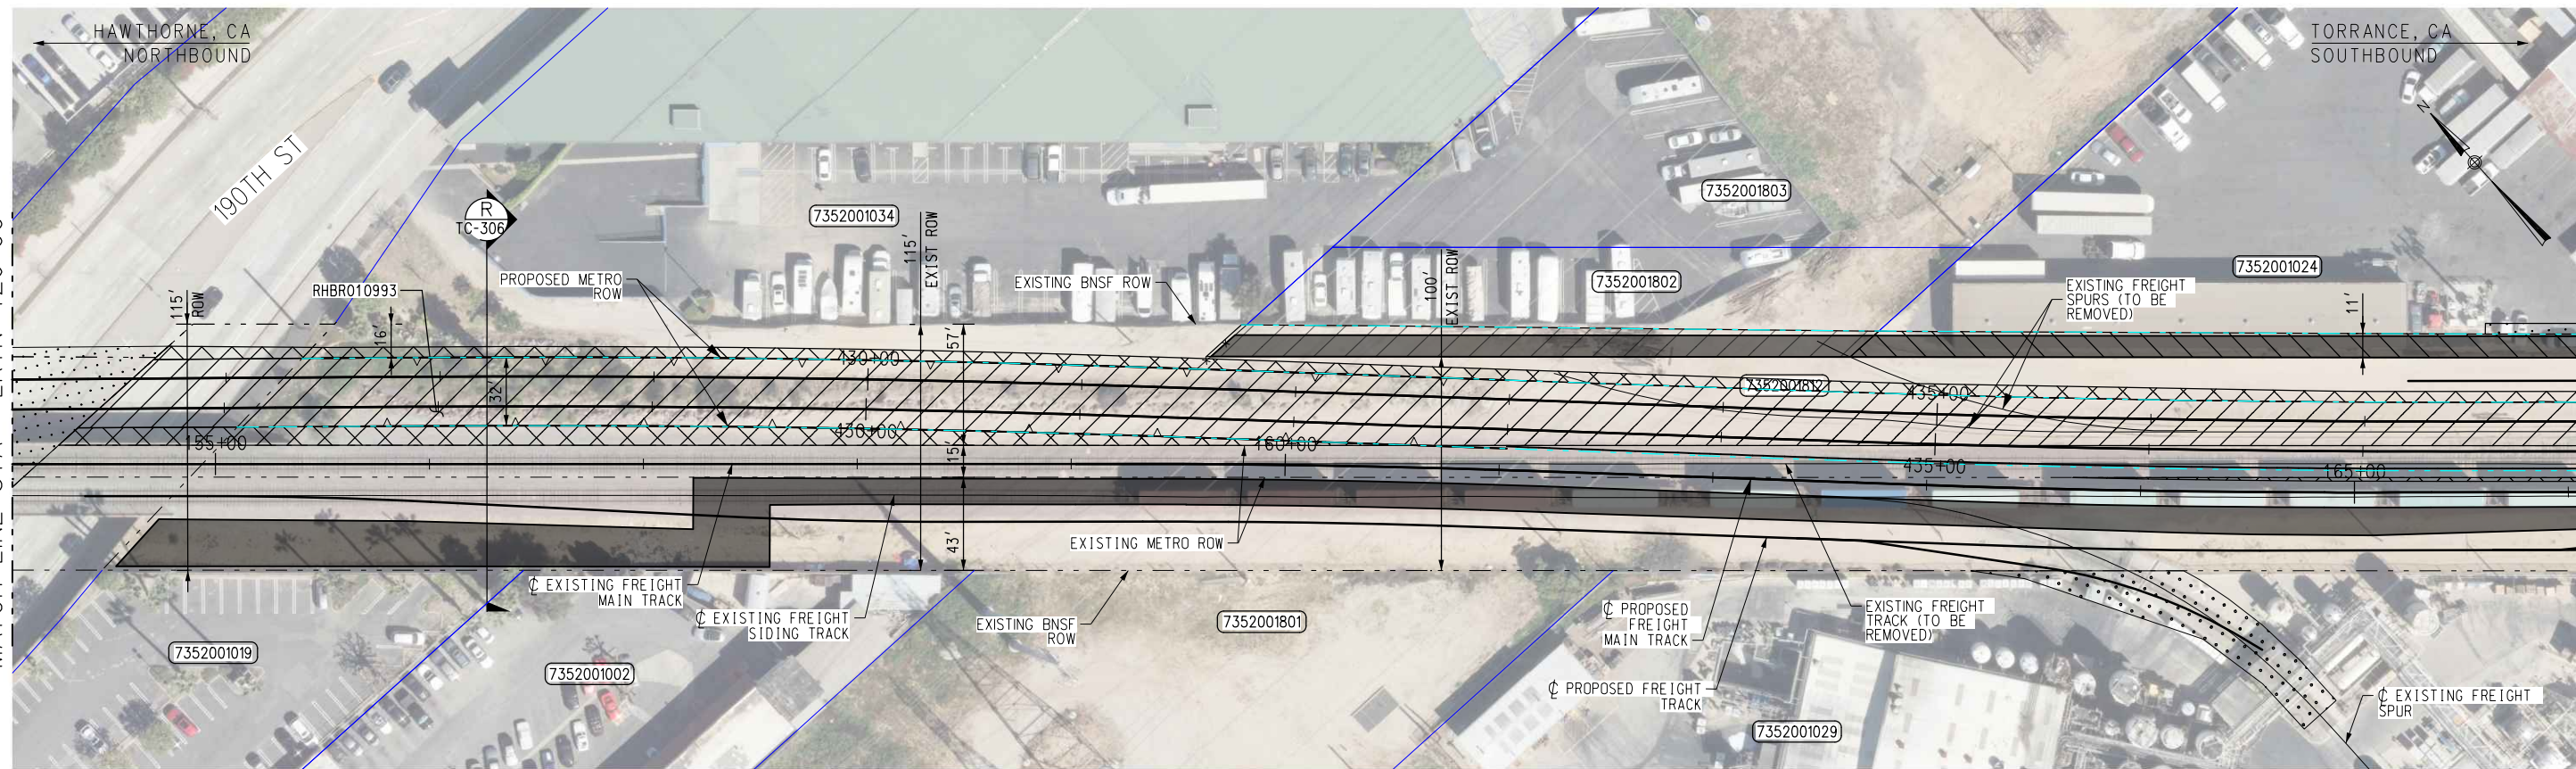 HAWTHORNE, CA
NORTHBOUND
TORRANCE, CA
SOUTHBOUND
190TH ST
N
R
TC-306
7352001034
7352001803
7352001802
7352001024
115'
EXIST ROW
100'
EXIST ROW
115'
ROW
RHBR010993
16'
PROPOSED METRO
ROW
EXISTING BNSF ROW
EXISTING FREIGHT
SPURS (TO BE
REMOVED)
11'
57'
32'
430+00
7352001812
435+00
155+00
430+00
15'
160+00
435+00
165+00
43'
EXISTING METRO ROW
℄ EXISTING FREIGHT
MAIN TRACK
℄ EXISTING FREIGHT
SIDING TRACK
EXISTING BNSF
ROW
7352001801
℄ PROPOSED
FREIGHT
MAIN TRACK
EXISTING FREIGHT
TRACK (TO BE
REMOVED)
7352001019
7352001002
℄ PROPOSED FREIGHT
TRACK
7352001029
℄ EXISTING FREIGHT
SPUR